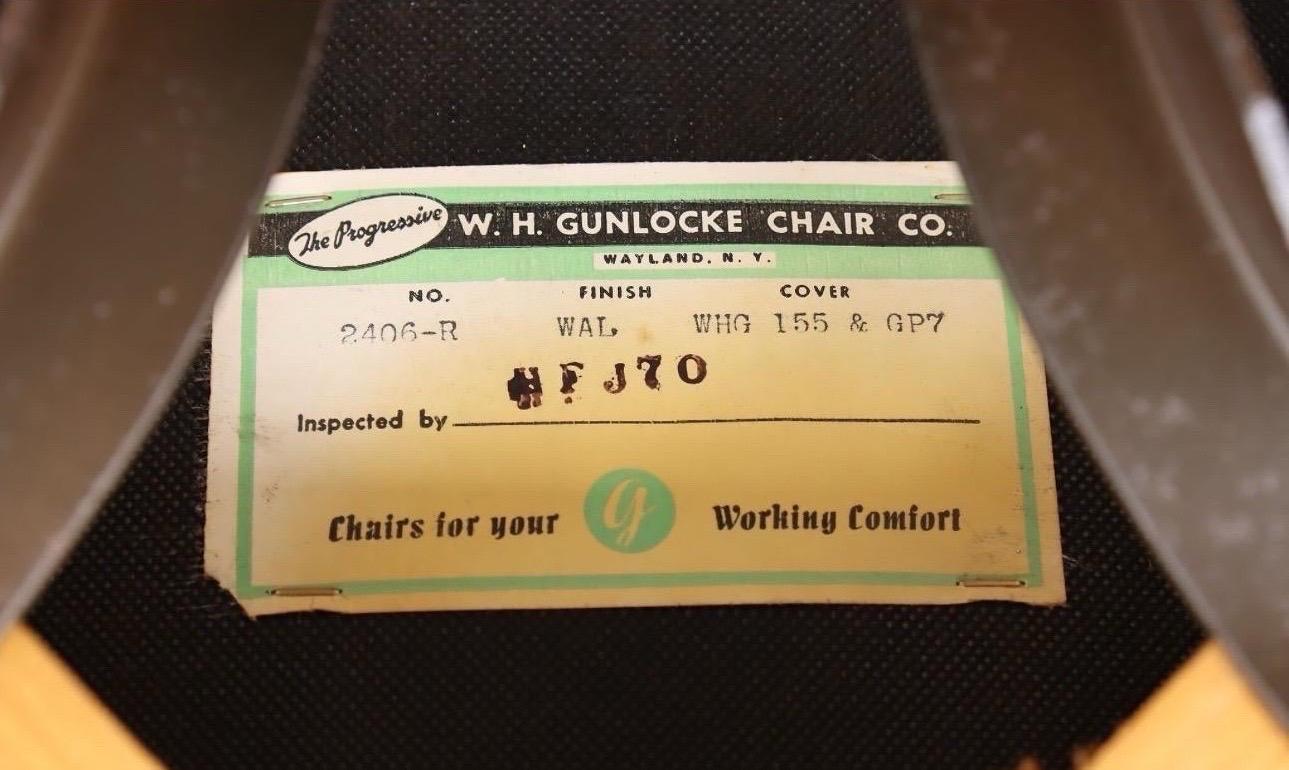 The Progressive W. H. GUNLOCKE CHAIR CO.
WAYLAND, N. Y.
NO. FINISH COVER
2406-R WAL. WHG 155 & GP7
HFJ70
Inspected by
Chairs for your G Working Comfort